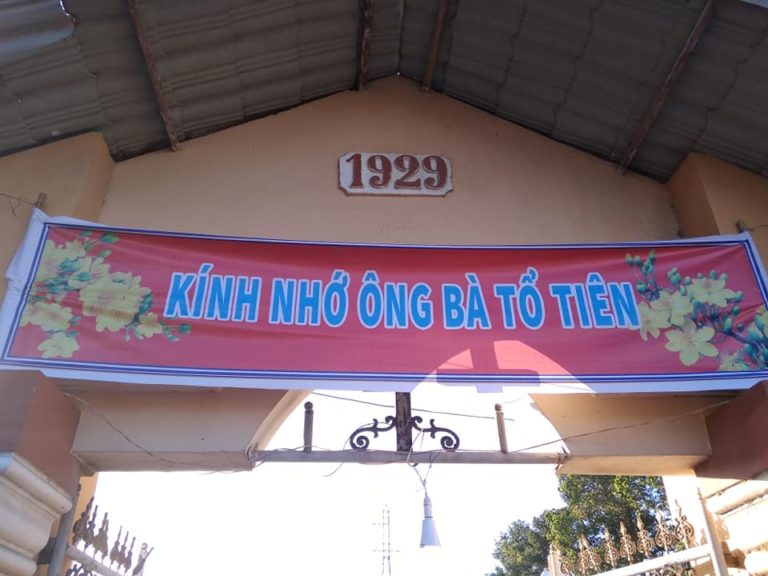 1929
KÍNH NHỚ ÔNG BÀ TỔ TIÊN